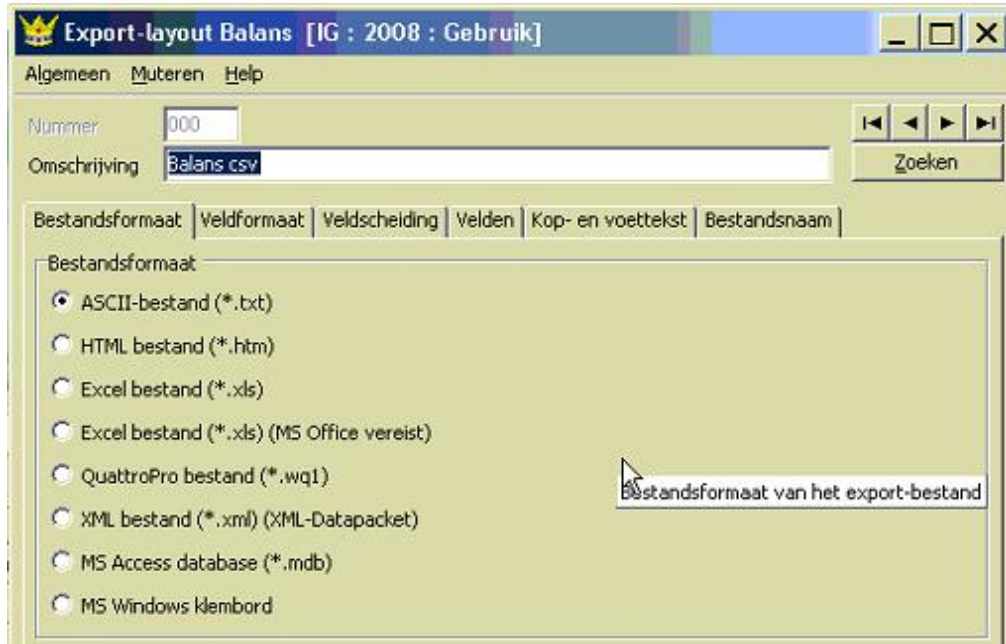 Export-layout Balans [IG : 2008 : Gebruik]
Algemeen Muteren Help
Nummer 000
Omschrijving Balans csv Zoeken
Bestandsformaat Veldformaat Veldscheiding Velden Kop- en voettekst Bestandsnaam
Bestandsformaat
ASCII-bestand (*.txt)
HTML bestand (*.htm)
Excel bestand (*.xls)
Excel bestand (*.xls) (MS Office vereist)
QuattroPro bestand (*.wq1)
Bestandsformaat van het export-bestand
XML bestand (*.xml) (XML-Datapacket)
MS Access database (*.mdb)
MS Windows klembord